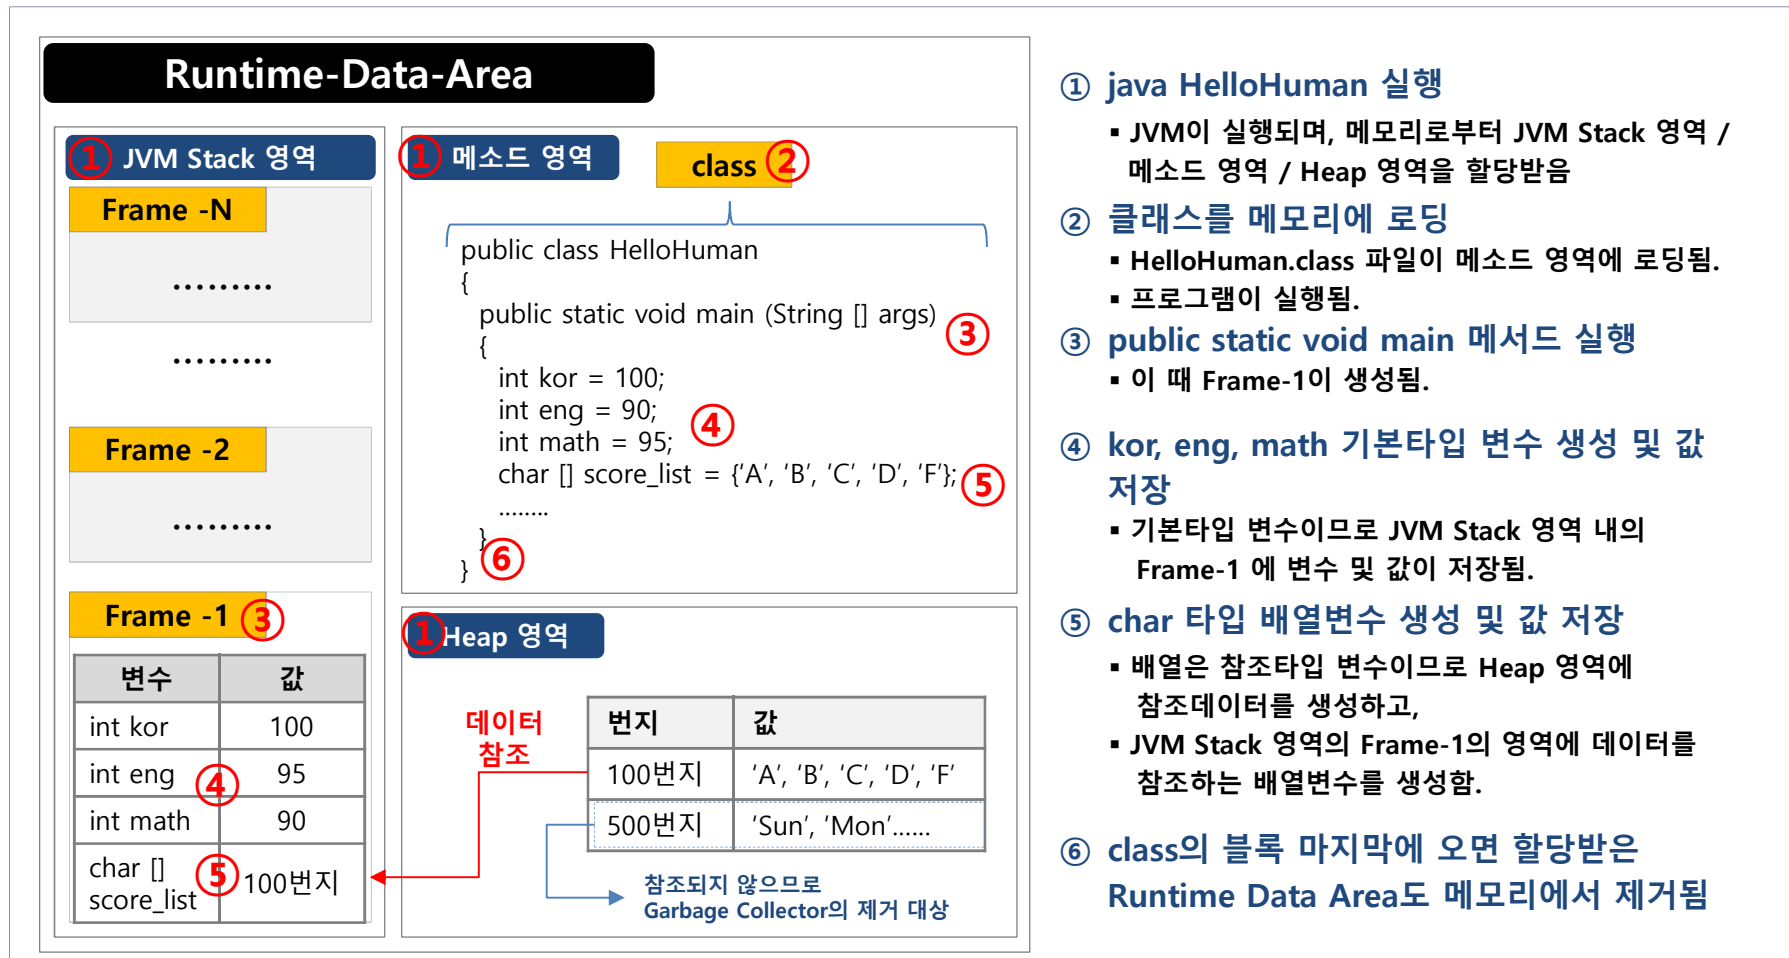 Runtime-Data-Area
① JVM Stack 영역
Frame -N
………
………
Frame -2
………
Frame -1 ③
변수 값
int kor 100
int eng 95
④
int math 90
char []
score_list
⑤ 100번지
① 메소드 영역
class ②
public class HelloHuman
{
public static void main (String [] args)
③
{
int kor = 100;
int eng = 90;
④
int math = 95;
char [] score_list = {‘A’, ‘B’, ‘C’, ‘D’, ‘F’};
⑤
........
}
⑥
}
① Heap 영역
데이터
참조
번지 값
100번지 ‘A’, ‘B’, ‘C’, ‘D’, ‘F’
500번지 ‘Sun’, ‘Mon’......
참조되지 않으므로
Garbage Collector의 제거 대상
① java HelloHuman 실행
▪ JVM이 실행되며, 메모리로부터 JVM Stack 영역 /
메소드 영역 / Heap 영역을 할당받음
② 클래스를 메모리에 로딩
▪ HelloHuman.class 파일이 메소드 영역에 로딩됨.
▪ 프로그램이 실행됨.
③ public static void main 메서드 실행
▪ 이 때 Frame-1이 생성됨.
④ kor, eng, math 기본타입 변수 생성 및 값
저장
▪ 기본타입 변수이므로 JVM Stack 영역 내의
Frame-1 에 변수 및 값이 저장됨.
⑤ char 타입 배열변수 생성 및 값 저장
▪ 배열은 참조타입 변수이므로 Heap 영역에
참조데이터를 생성하고,
▪ JVM Stack 영역의 Frame-1의 영역에 데이터를
참조하는 배열변수를 생성함.
⑥ class의 블록 마지막에 오면 할당받은
Runtime Data Area도 메모리에서 제거됨